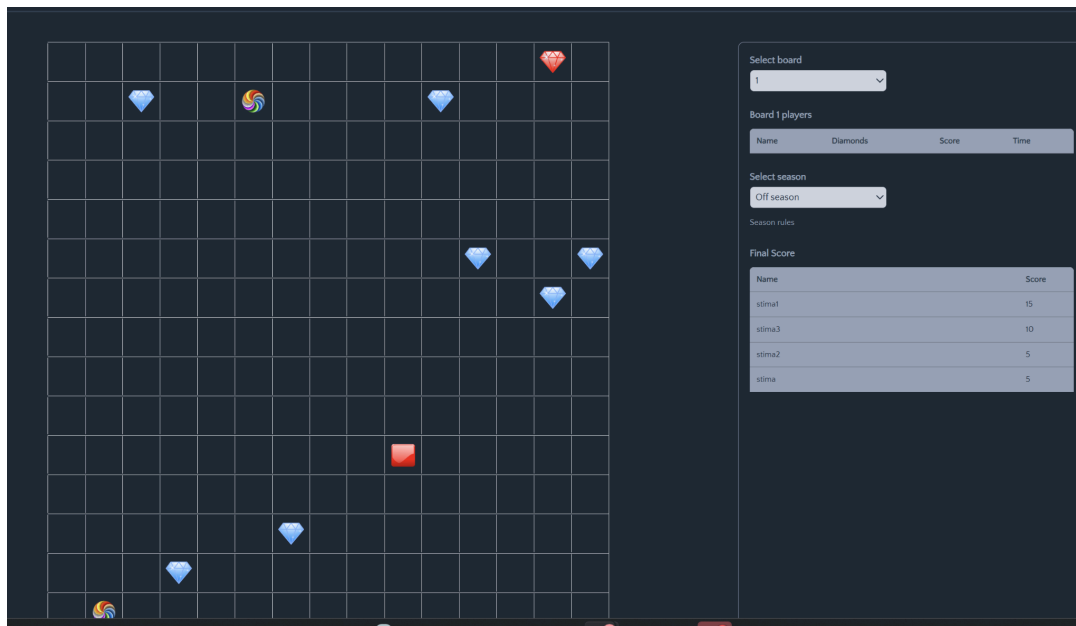 Select board
1
Board 1 players
Name Diamonds Score Time
Select season
Off season
Season rules
Final Score
Name Score
stima1 15
stima3 10
stima2 5
stima 5